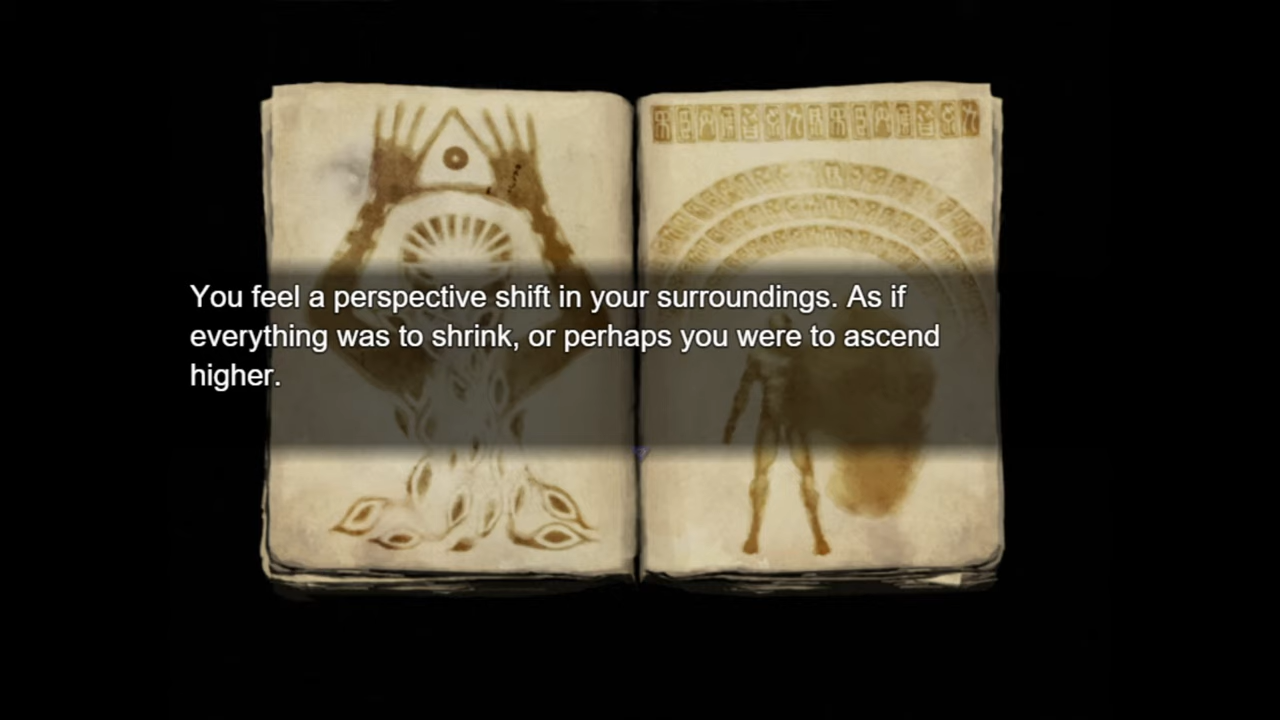 You feel a perspective shift in your surroundings. As if
everything was to shrink, or perhaps you were to ascend
higher.